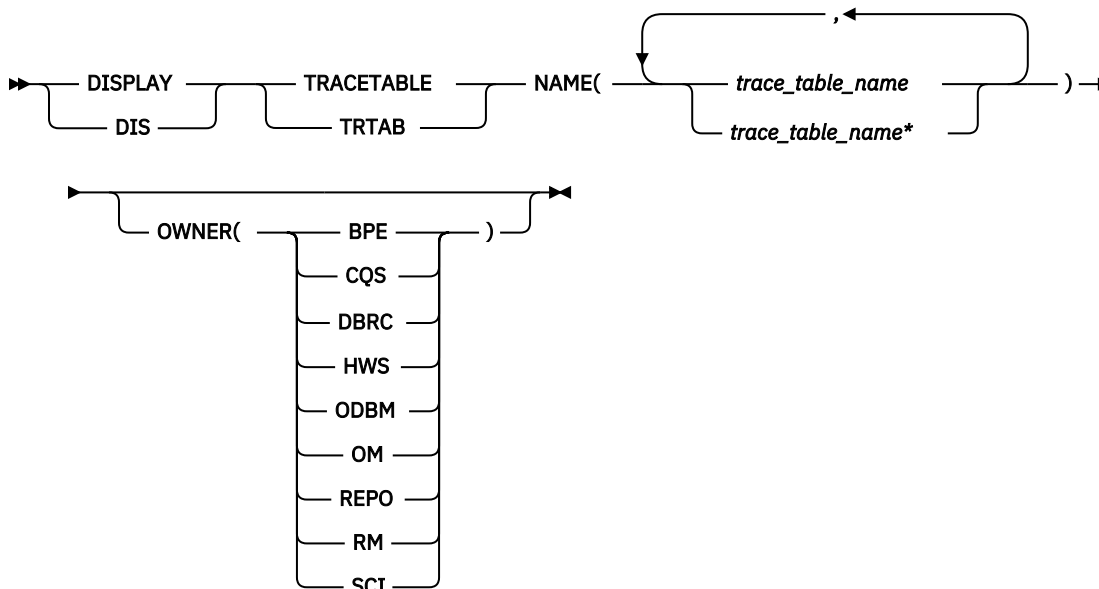 ,
DISPLAY TRACETABLE NAME( trace_table_name )
DIS TRTAB trace_table_name*
OWNER( BPE )
CQS
DBRC
HWS
ODBM
OM
REPO
RM
SCI